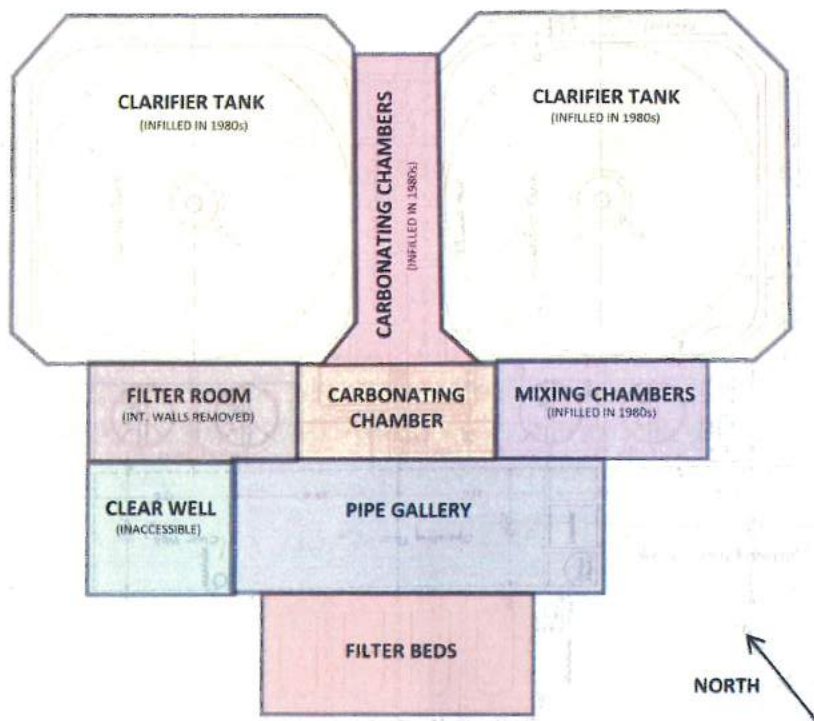 CLARIFIER TANK
(INFILLED IN 1980s)
CARBONATING CHAMBERS
(INFILLED IN 1980s)
CLARIFIER TANK
(INFILLED IN 1980s)
FILTER ROOM
(INT. WALLS REMOVED)
CARBONATING
CHAMBER
MIXING CHAMBERS
(INFILLED IN 1980s)
CLEAR WELL
(INACCESSIBLE)
PIPE GALLERY
FILTER BEDS
NORTH